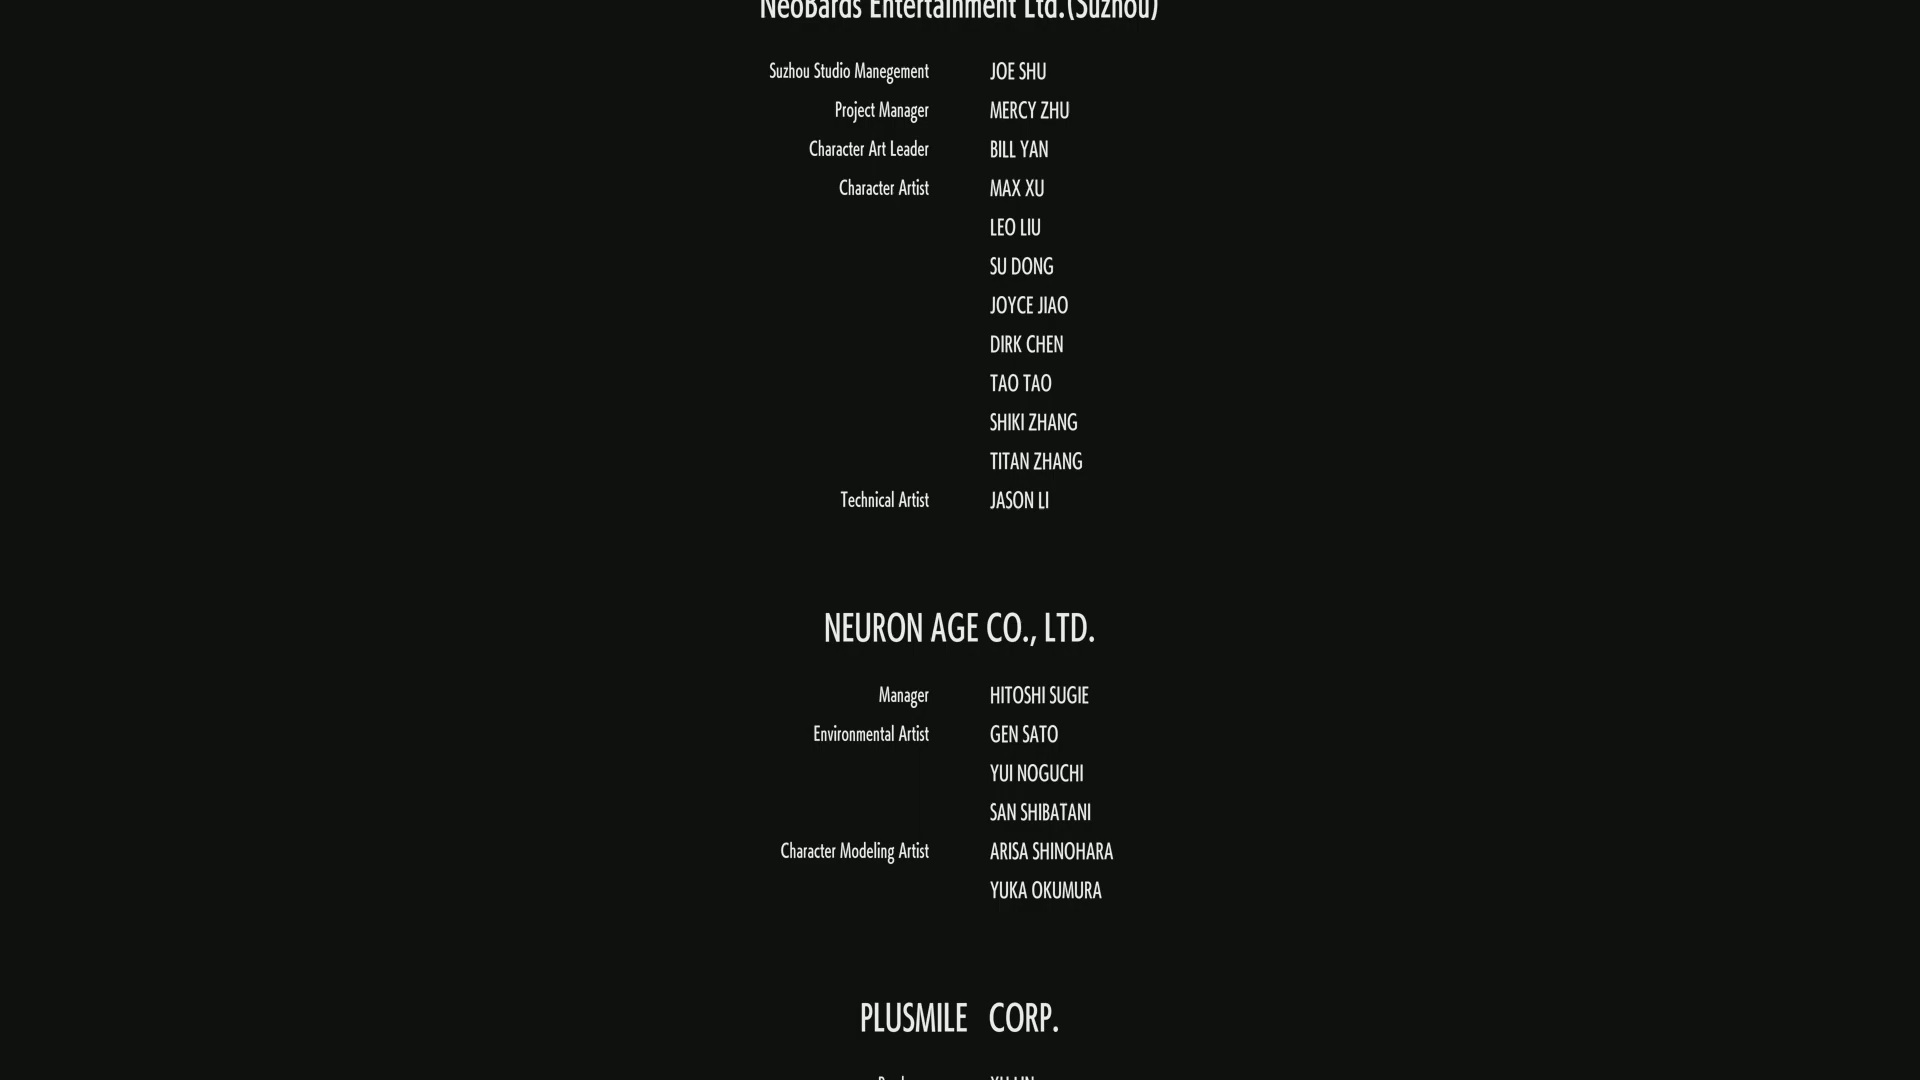 NeoBards Entertainment Ltd.(Suzhou)
Suzhou Studio Manegement JOE SHU
Project Manager MERCY ZHU
Character Art Leader BILL YAN
Character Artist MAX XU
LEO LIU
SU DONG
JOYCE JIAO
DIRK CHEN
TAO TAO
SHIKI ZHANG
TITAN ZHANG
Technical Artist JASON LI
NEURON AGE CO., LTD.
Manager HITOSHI SUGIE
Environmental Artist GEN SATO
YUI NOGUCHI
SAN SHIBATANI
Character Modeling Artist ARISA SHINOHARA
YUKA OKUMURA
PLUSMILE CORP.